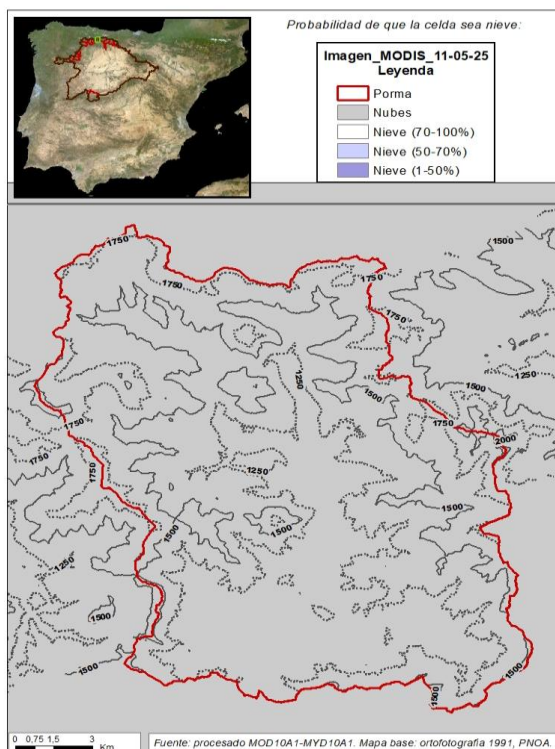 Probabilidad de que la celda sea nieve:
Imagen_MODIS_11-05-25
Leyenda
Porma
Nubes
Nieve (70-100%)
Nieve (50-70%)
Nieve (1-50%)
1500
1750
1750
1750
1750
1250
1500
1250
1500
1750
1750
2000
1750
1750
1250
1500
1500
1250
1500
1500
1500
1500
0 0,75 1,5 3
Km
Fuente: procesado MOD10A1-MYD10A1. Mapa base: ortofotografía 1991, PNOA.